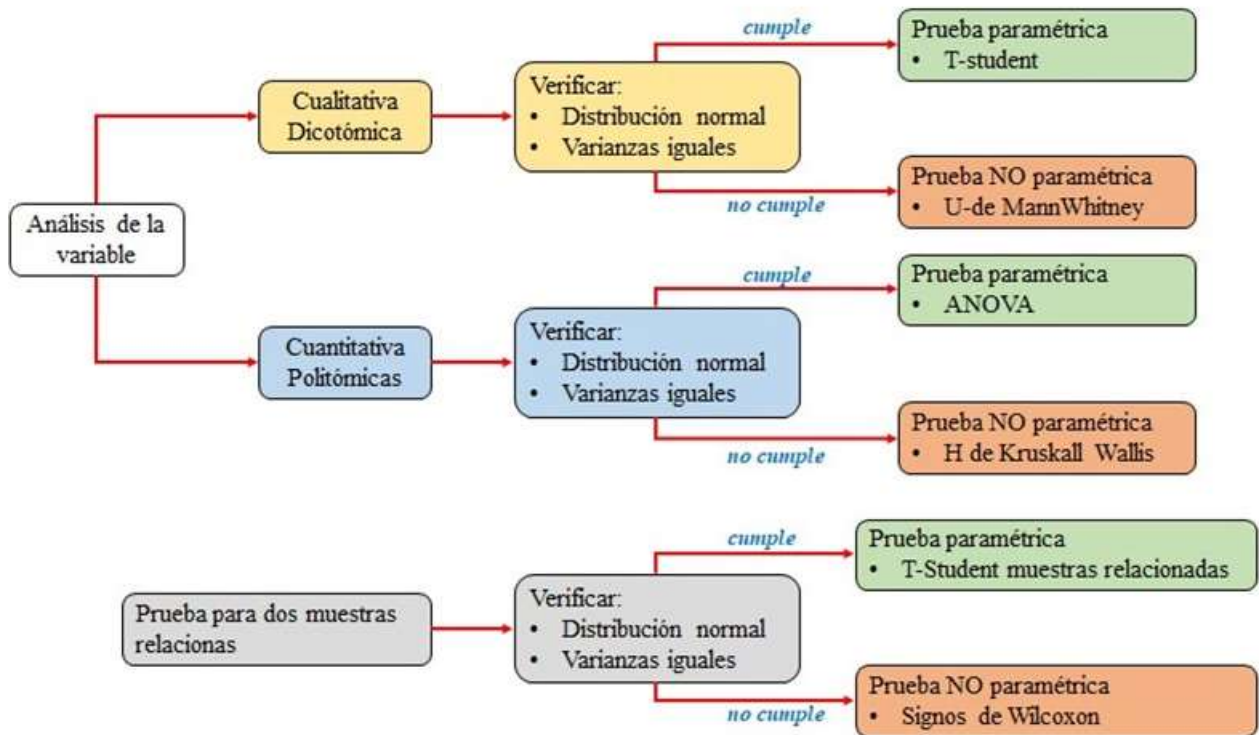 Análisis de la
variable
Cualitativa
Dicotómica
Verificar:
• Distribución normal
• Varianzas iguales
cumple
Prueba paramétrica
• T-student
no cumple
Prueba NO paramétrica
• U-de MannWhitney
Cuantitativa
Politómicas
Verificar:
• Distribución normal
• Varianzas iguales
cumple
Prueba paramétrica
• ANOVA
no cumple
Prueba NO paramétrica
• H de Kruskall Wallis
Prueba para dos muestras
relacionas
Verificar:
• Distribución normal
• Varianzas iguales
cumple
Prueba paramétrica
• T-Student muestras relacionadas
no cumple
Prueba NO paramétrica
• Signos de Wilcoxon